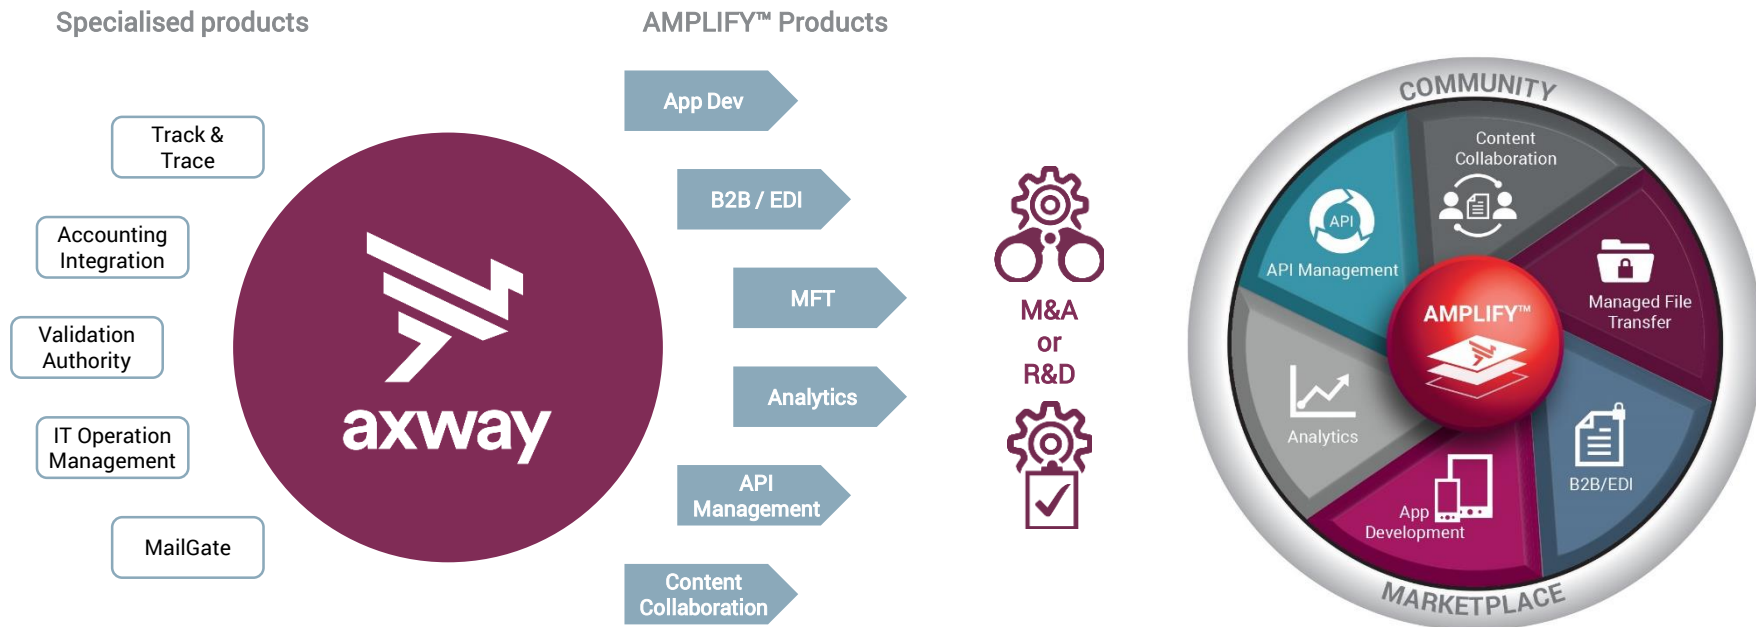 Specialised products
AMPLIFY™ Products
Track &
Trace
Accounting
Integration
Validation
Authority
IT Operation
Management
MailGate
axway
App Dev
B2B / EDI
MFT
Analytics
API
Management
Content
Collaboration
M&A
or
R&D
COMMUNITY
Content
Collaboration
API
API Management
Managed File
Transfer
AMPLIFY™
Analytics
B2B/EDI
App
Development
MARKETPLACE